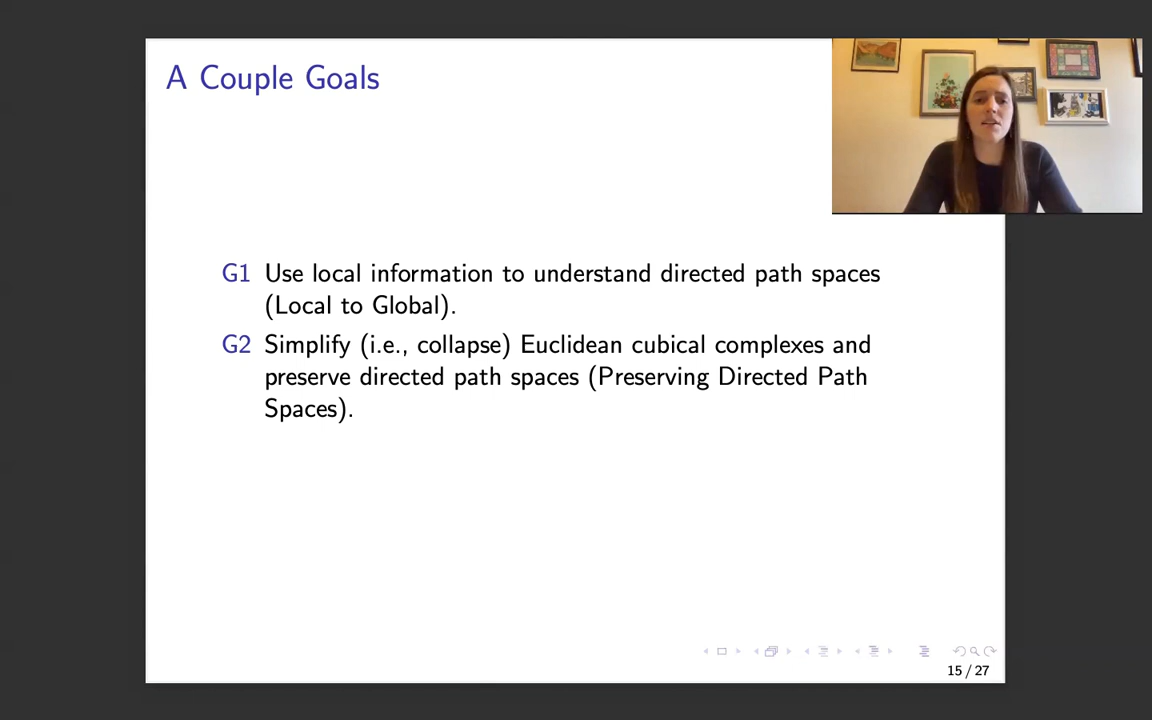 A Couple Goals
G1 Use local information to understand directed path spaces
(Local to Global).
G2 Simplify (i.e., collapse) Euclidean cubical complexes and
preserve directed path spaces (Preserving Directed Path
Spaces).
15 / 27